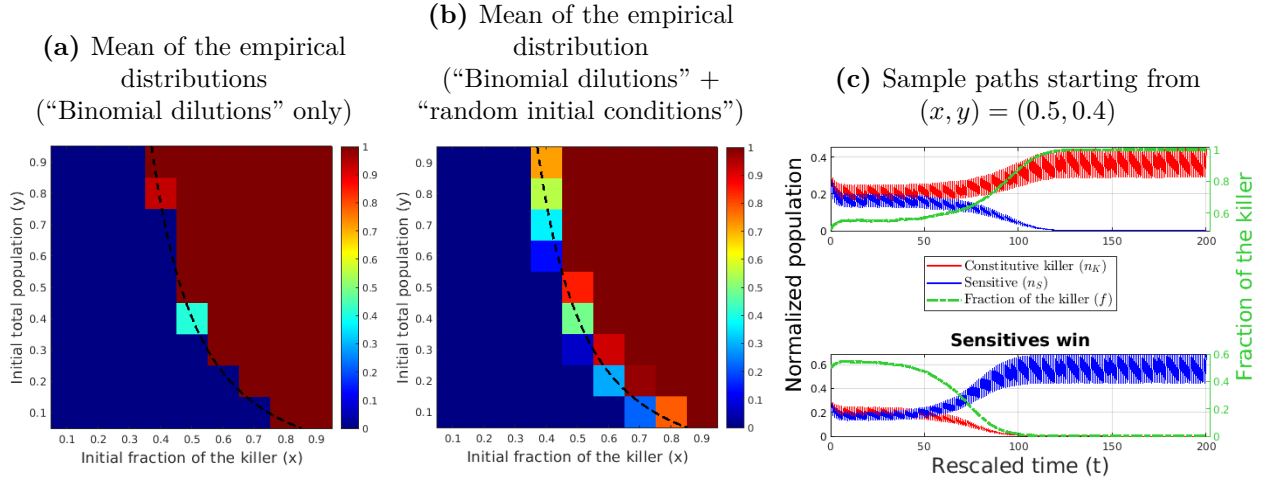 (a) Mean of the empirical
distributions
(“Binomial dilutions” only)
Initial total population (y)
0.9
0.8
0.7
0.6
0.5
0.4
0.3
0.2
0.1
0.1 0.2 0.3 0.4 0.5 0.6 0.7 0.8 0.9
Initial fraction of the killer (x)
1
0.9
0.8
0.7
0.6
0.5
0.4
0.3
0.2
0.1
0
(b) Mean of the empirical
distribution
(“Binomial dilutions” +
“random initial conditions”)
Initial total population (y)
0.9
0.8
0.7
0.6
0.5
0.4
0.3
0.2
0.1
0.1 0.2 0.3 0.4 0.5 0.6 0.7 0.8 0.9
Initial fraction of the killer (x)
1
0.9
0.8
0.7
0.6
0.5
0.4
0.3
0.2
0.1
0
(c) Sample paths starting from
(x, y) = (0.5, 0.4)
Normalized population
0.4
0.2
0
0 50 100 150 200
1
0.8
0.6
Fraction of the killer
Constitutive killer (n_K)
Sensitive (n_S)
Fraction of the killer (f)
Sensitives win
0.6
0.4
0.2
0
0 50 100 150 200
0.6
0.4
0.2
0
Rescaled time (t)